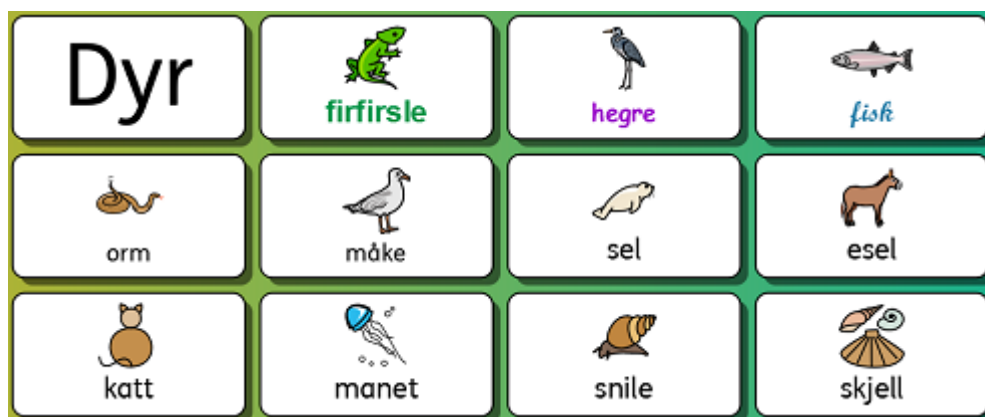 Dyr
firfirsle
hegre
fisk
orm
måke
sel
esel
katt
manet
snile
skjell